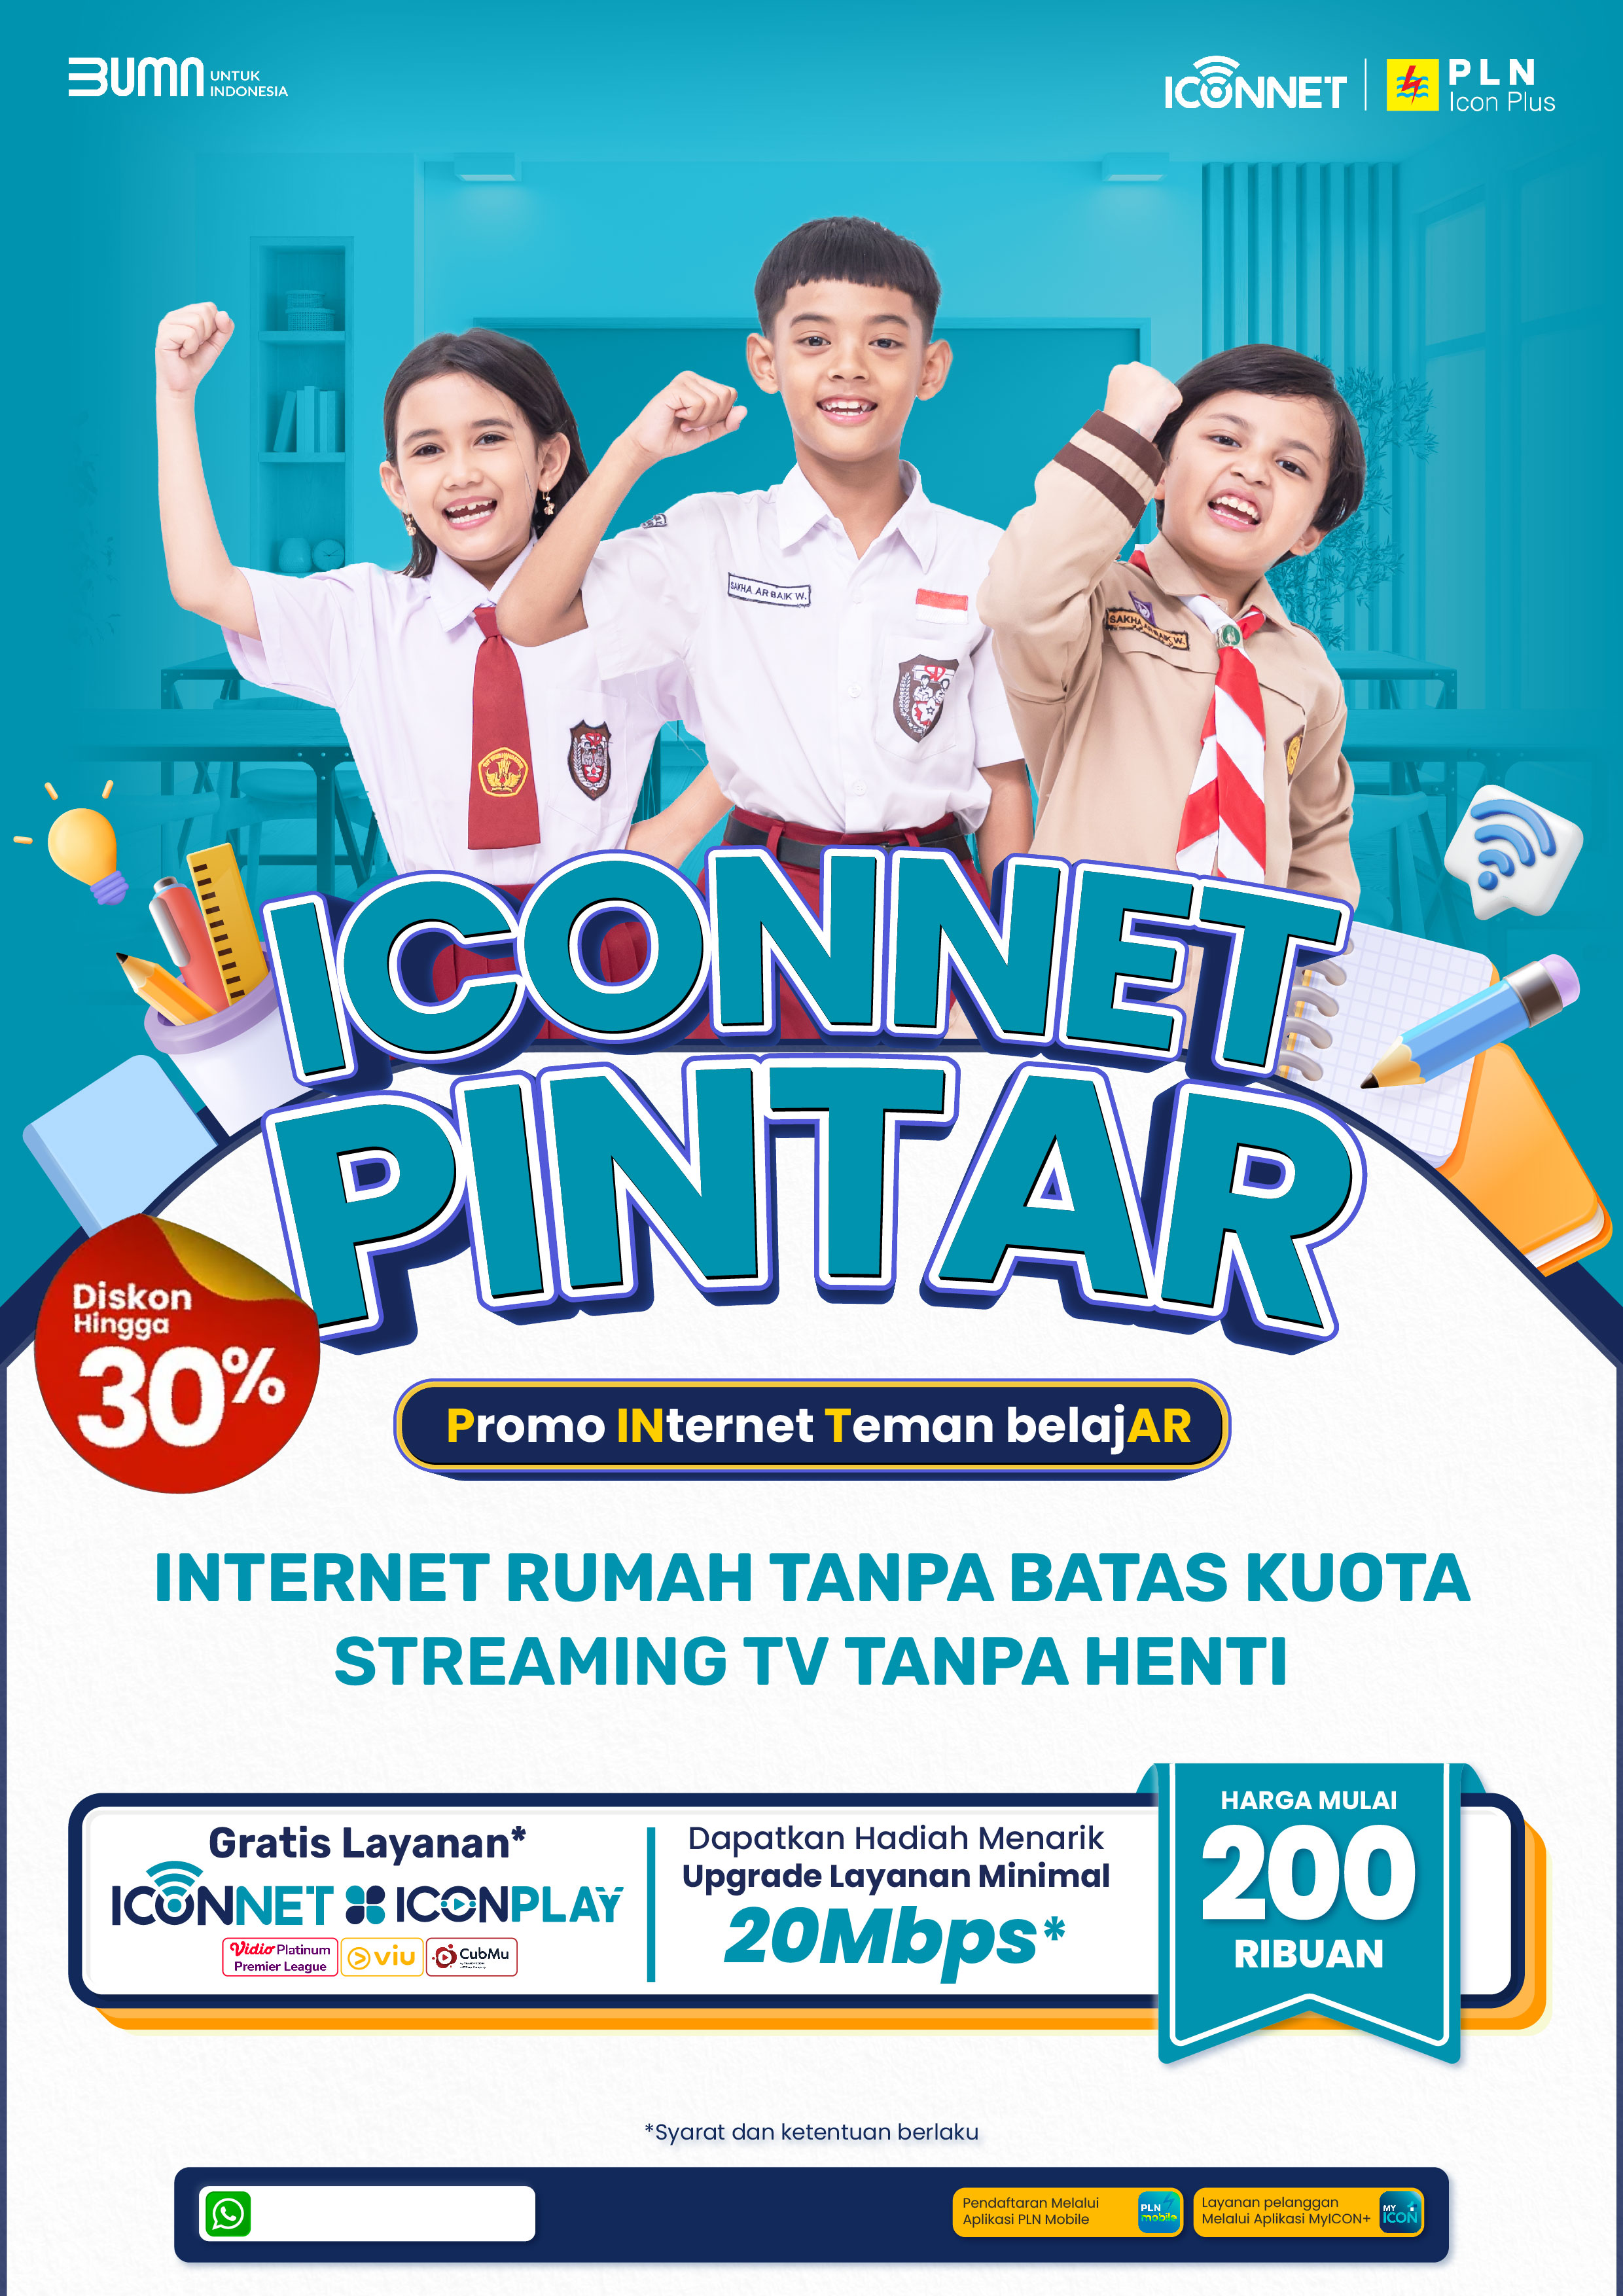 BUMN UNTUK INDONESIA
ICONNET
PLN
Icon Plus
SAKHA ARBAIK W.
SAKHA ARBAIK W.
ICONNET
PINTAR
Diskon
Hingga
30%
Promo INternet Teman belajAR
INTERNET RUMAH TANPA BATAS KUOTA
STREAMING TV TANPA HENTI
Gratis Layanan*
ICONNET ICONPLAY
Vidio Platinum
Premier League
viu
CubMu
Dapatkan Hadiah Menarik
Upgrade Layanan Minimal
20Mbps*
HARGA MULAI
200
RIBUAN
*Syarat dan ketentuan berlaku
Pendaftaran Melalui
Aplikasi PLN Mobile
PLN
mobile
Layanan pelanggan
Melalui Aplikasi MyICON+
MY
ICON